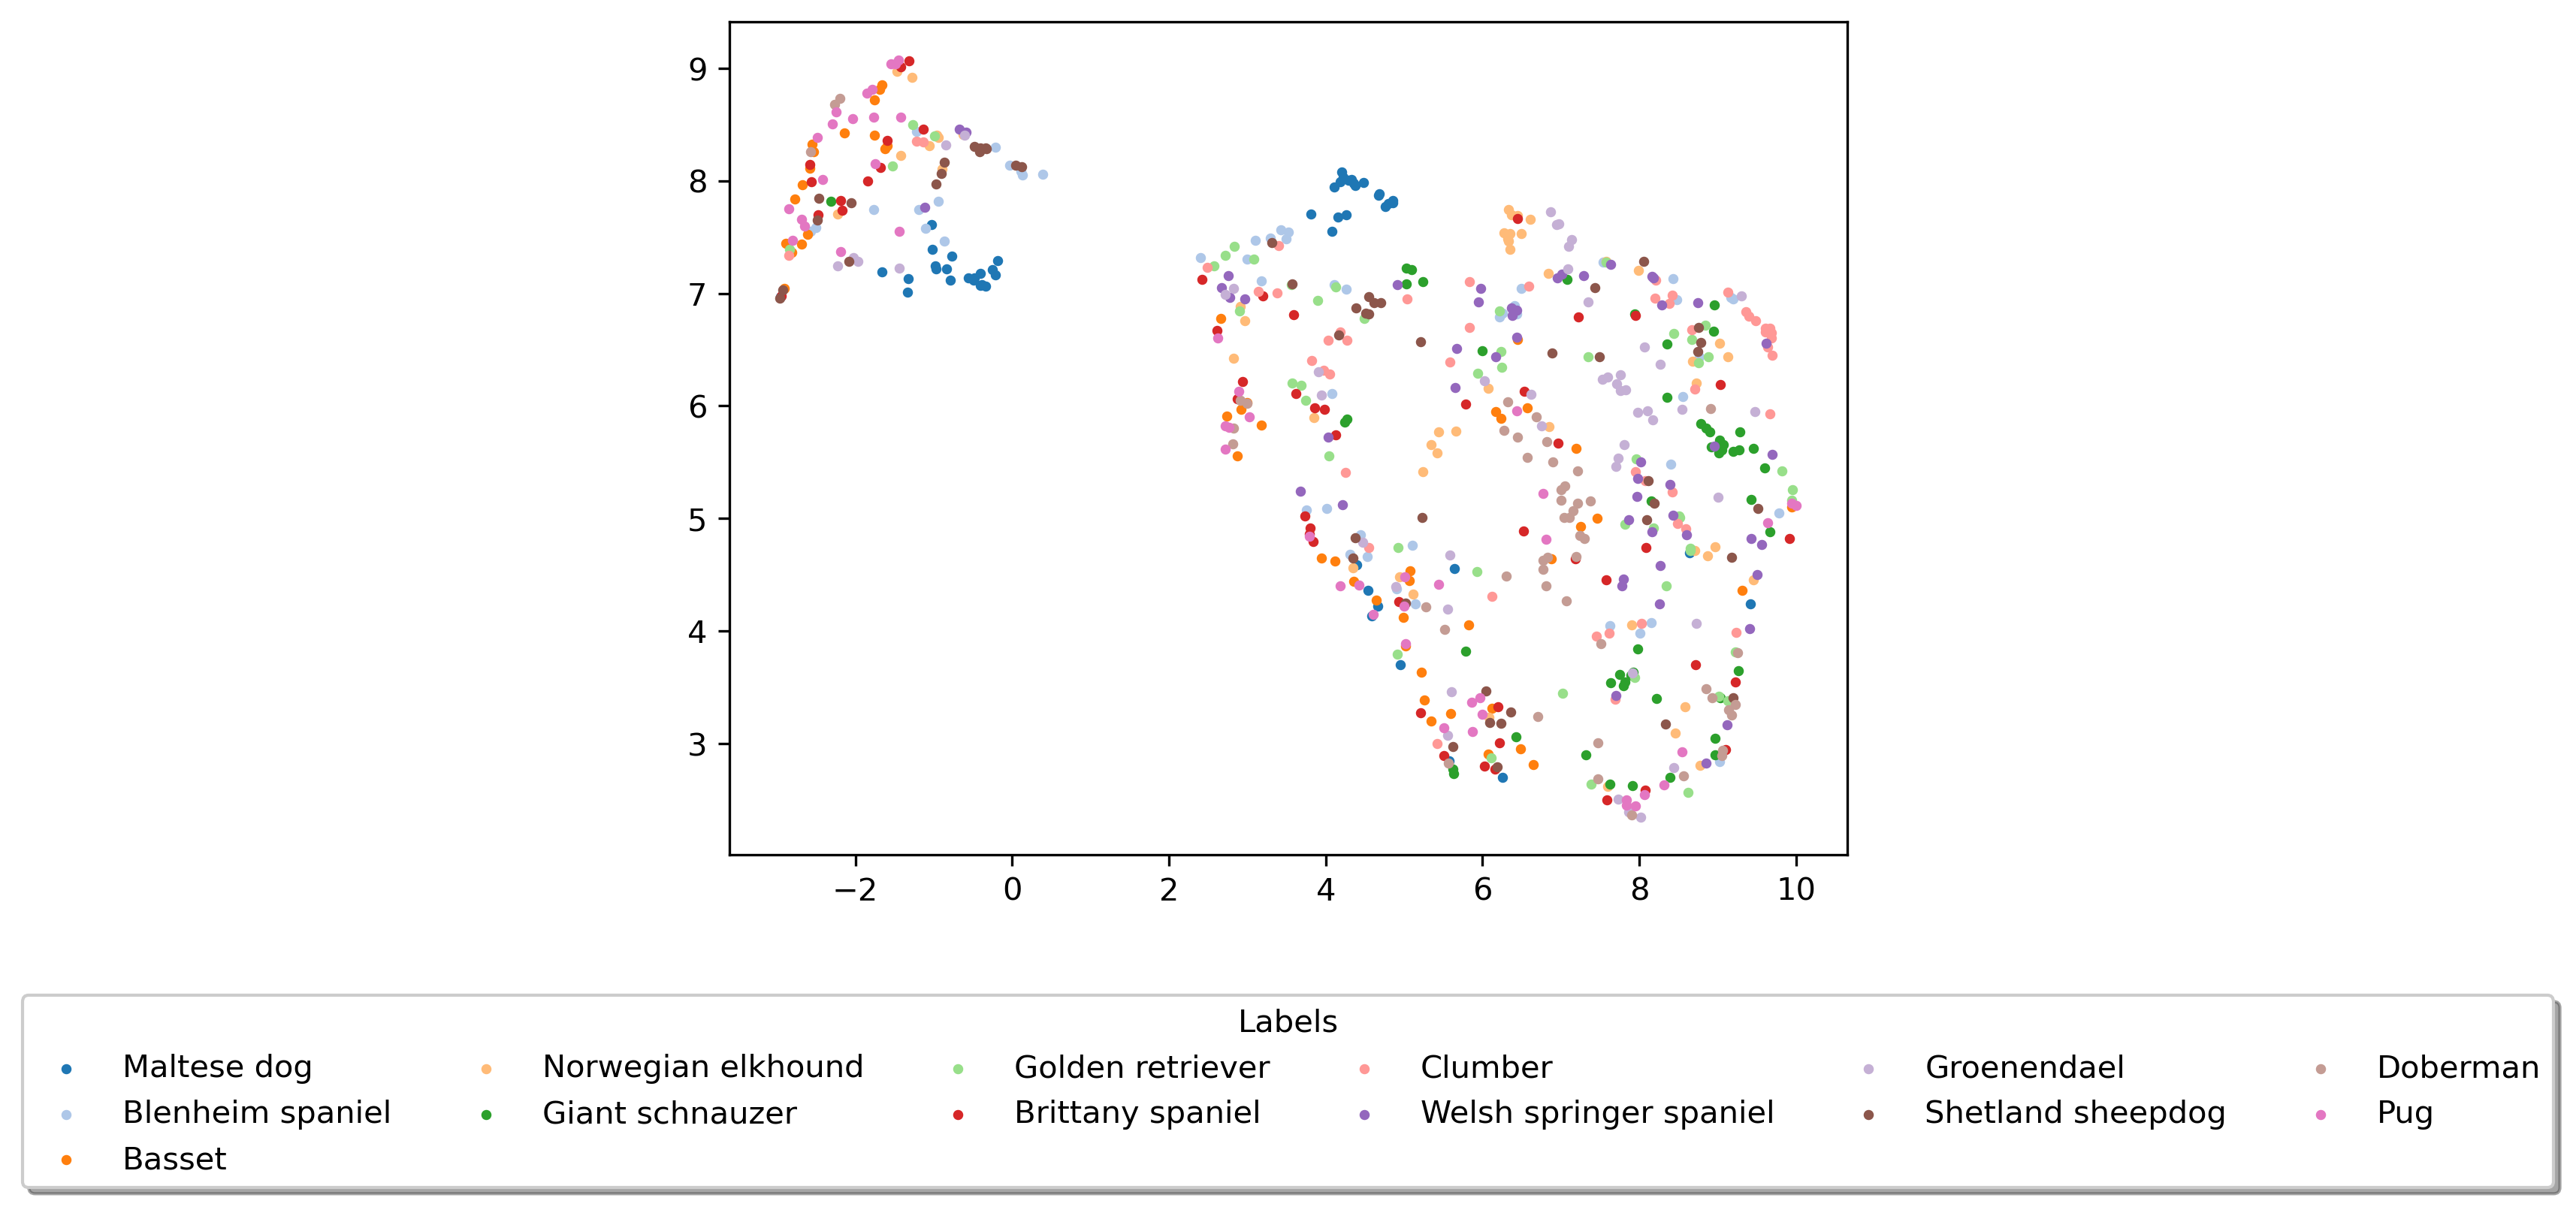 9
8
7
6
5
4
3
−2 0 2 4 6 8 10
Labels
Maltese dog Norwegian elkhound Golden retriever Clumber Groenendael Doberman
Blenheim spaniel Giant schnauzer Brittany spaniel Welsh springer spaniel Shetland sheepdog Pug
Basset